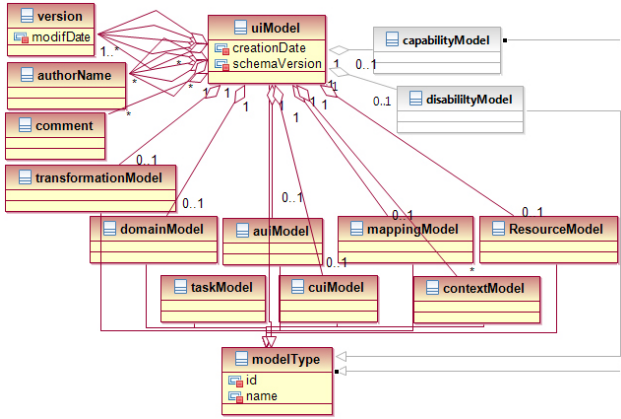 version
modifDate
1..*
uiModel
creationDate
schemaVersion
capabilityModel
0..1
disabililtyModel
0..1
authorName
*
*
comment
*
1
1
1
1
1
1
1
1
1
1
transformationModel
0..1
domainModel
0..1
auiModel
0..1
mappingModel
0..1
ResourceModel
0..1
taskModel
cuiModel
0..1
contextModel
*
modelType
id
name